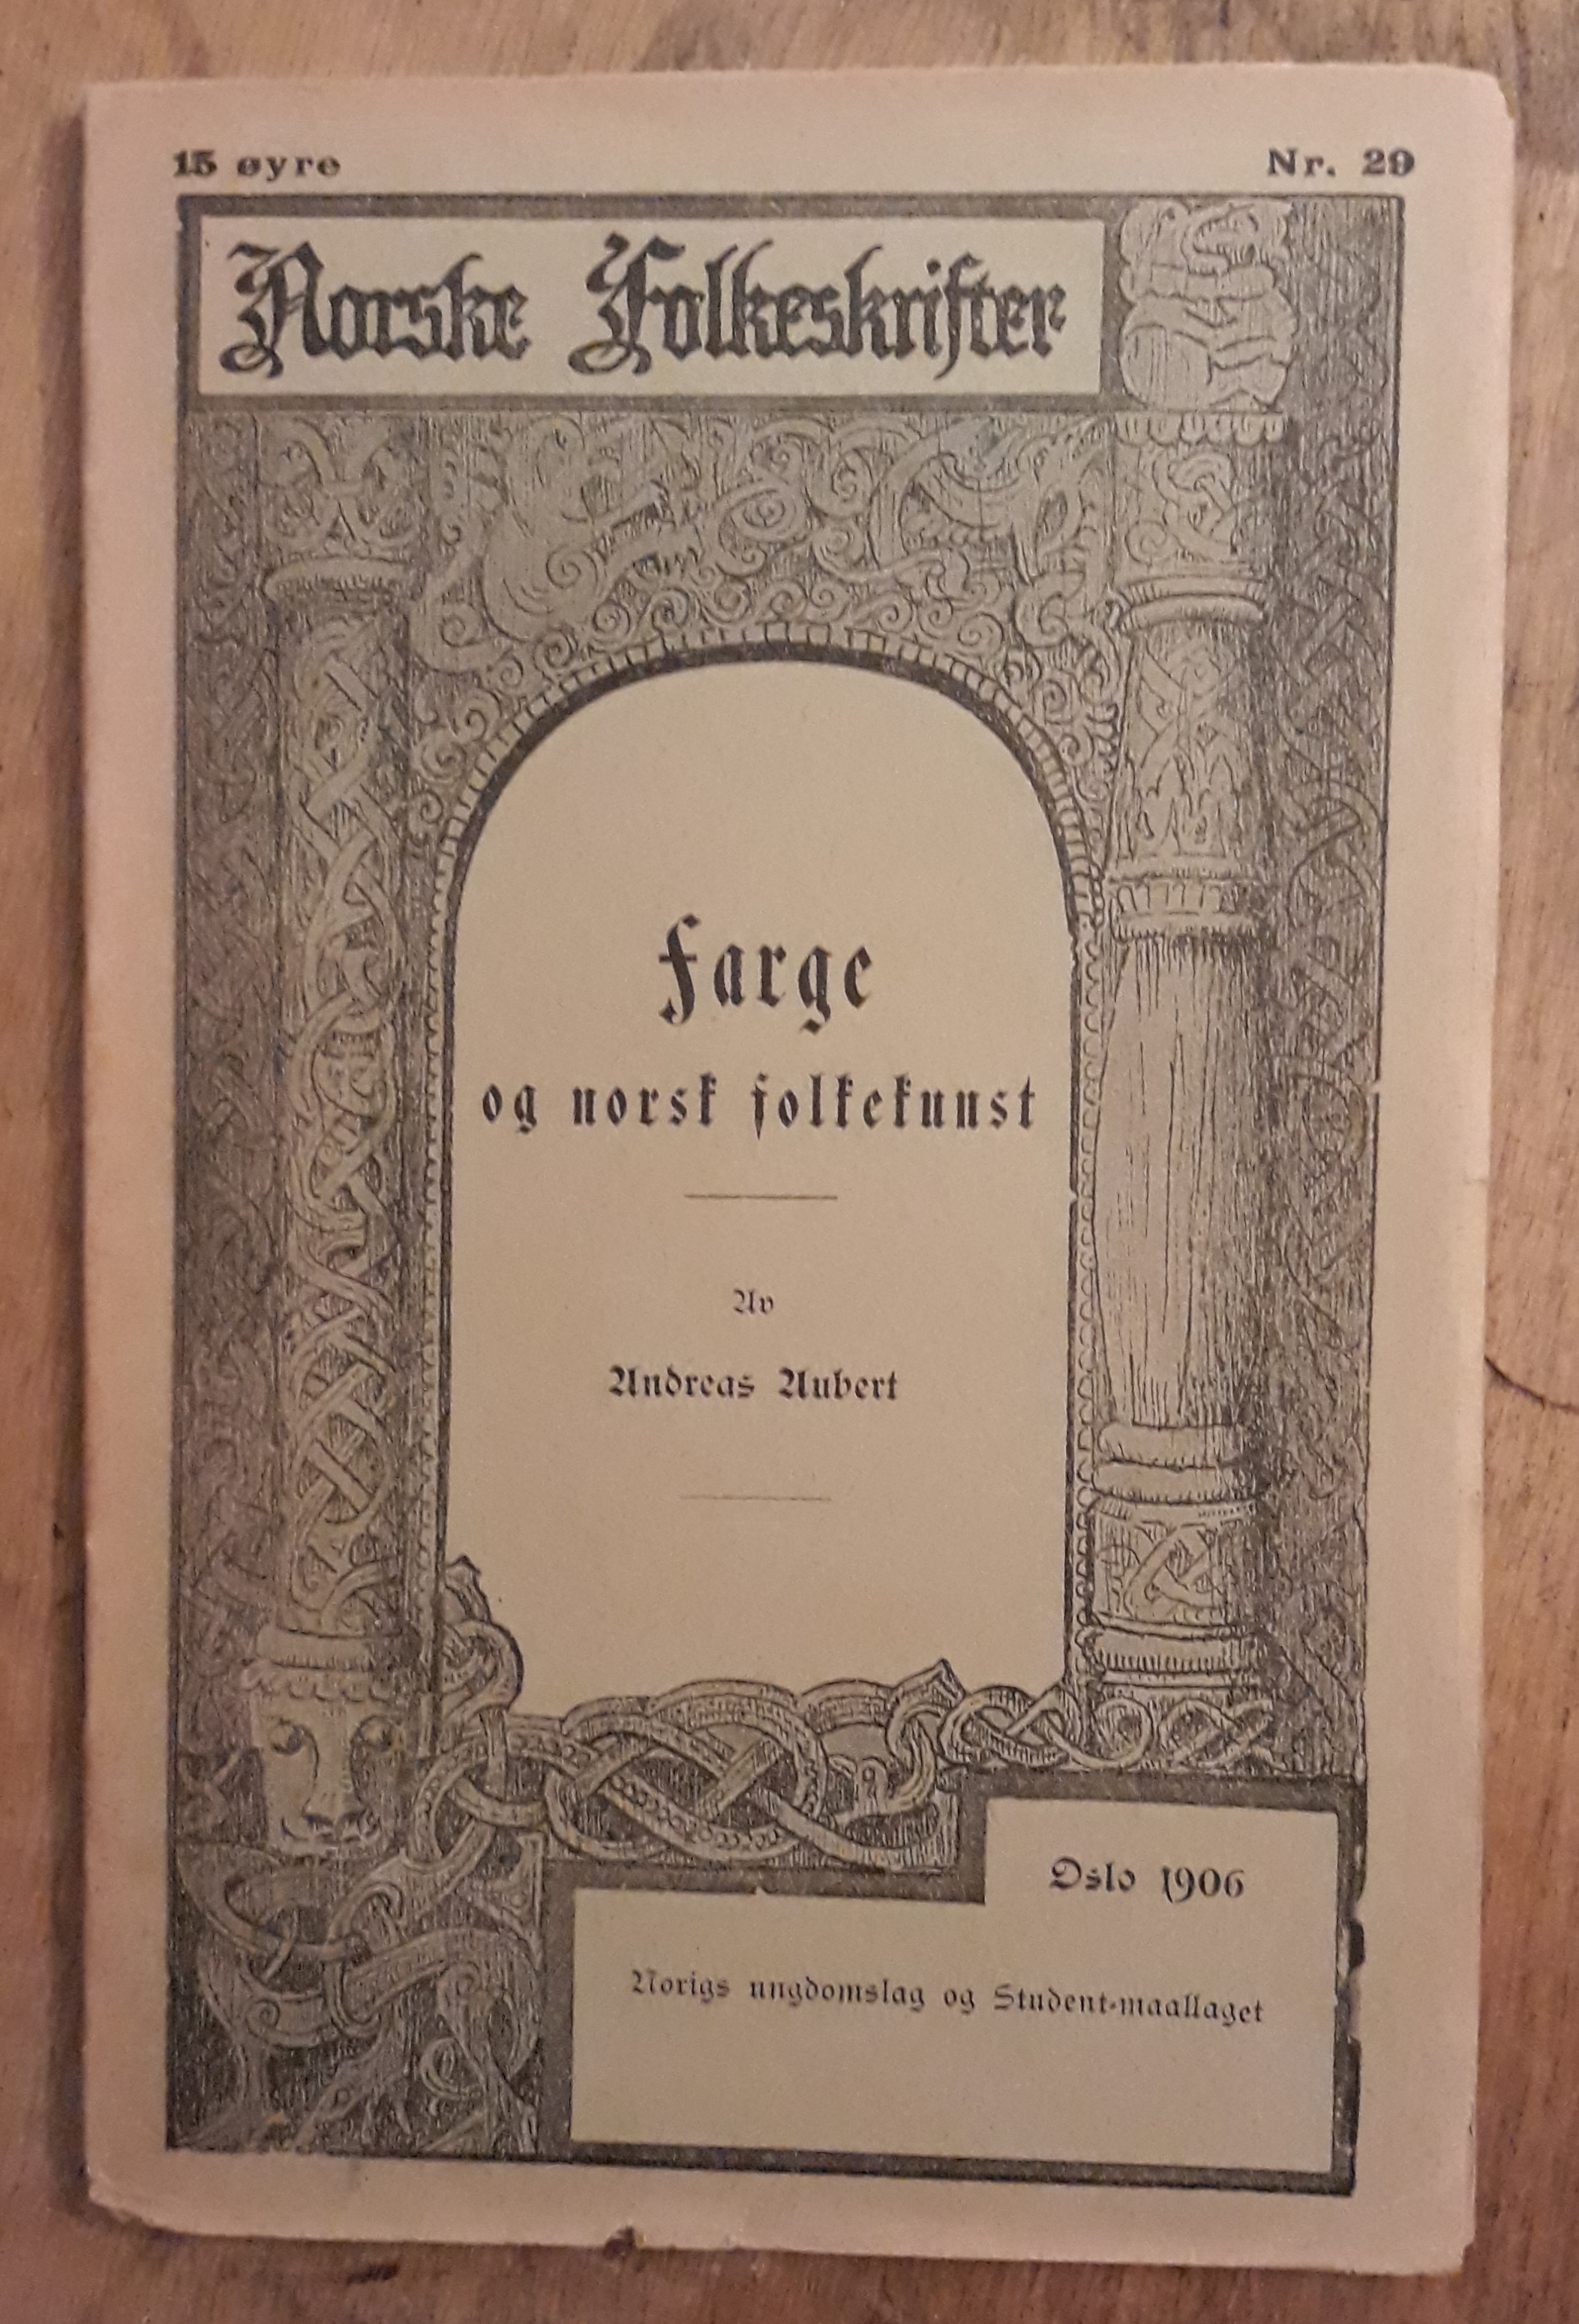 15 øyre
Nr. 29
Norske Folkeskrifter
Farge
og norsk folkekunst
Av
Andreas Aubert
Oslo 1906
Norigs ungdomslag og Student-maallaget